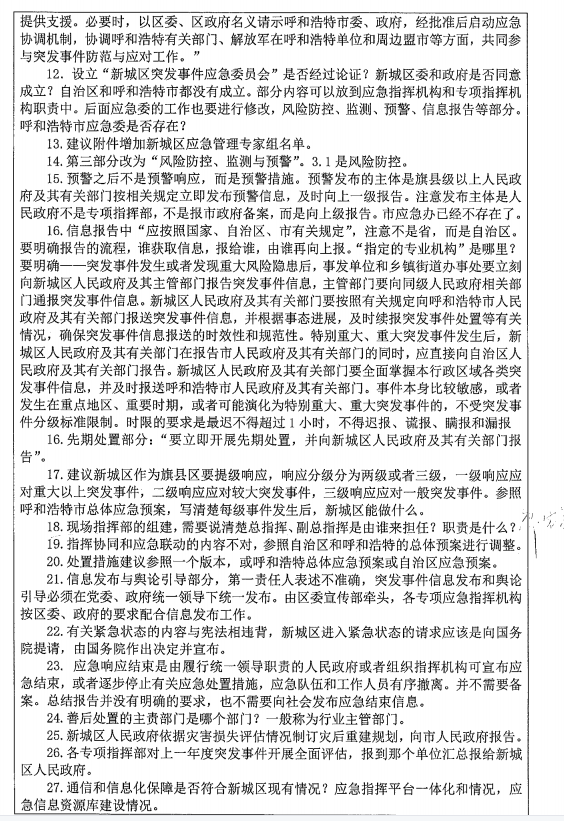 提供支援。必要时，以区委、区政府名义请示呼和浩特市委、政府，经批准后启动应急
协调机制，协调呼和浩特有关部门、解放军在呼和浩特单位和周边盟市等方面，共同参
与突发事件防范与应对工作。”
12．设立“新城区突发事件应急委员会”是否经过论证？新城区委和政府是否同意
成立？自治区和呼和浩特市都没有成立。部分内容可以放到应急指挥机构和专项指挥机
构职责中。后面应急委的工作也要进行修改，风险防控、监测、预警、信息报告等部分。
呼和浩特市应急委是否存在？
13.建议附件增加新城区应急管理专家组名单。
14.第三部分改为“风险防控、监测与预警”。3.1是风险防控。
15.预警之后不是预警响应，而是预警措施。预警发布的主体是旗县级以上人民政
府及其有关部门按相关规定立即发布预警信息，及时向上一级报告。注意发布主体是人
民政府不是专项指挥部，不是报市政府备案，而是向上级报告。市应急办已经不存在了。
16.信息报告中“应按照国家、自治区、市有关规定”，注意不是省，而是自治区。
要明确报告的流程，谁获取信息，报给谁，由谁再向上报。“指定的专业机构”是哪里？
要明确——突发事件发生或者发现重大风险隐患后，事发单位和乡镇街道办事处要立刻
向新城区人民政府及其主管部门报告突发事件信息，主管部门要向同级人民政府相关部
门通报突发事件信息。新城区人民政府及其有关部门要按照有关规定向呼和浩特市人民
政府及其有关部门报送突发事件信息，并根据事态进展，及时续报突发事件处置等有关
情况，确保突发事件信息报送的时效性和规范性。特别重大、重大突发事件发生后，新
城区人民政府及其有关部门在报告市人民政府及其有关部门的同时，应直接向自治区人
民政府及其有关部门报告。新城区人民政府及其有关部门要全面掌握本行政区域各类突
发事件信息，并及时报送呼和浩特市人民政府及其有关部门。事件本身比较敏感，或者
发生在重点地区、重要时期，或者可能演化为特别重大、重大突发事件的，不受突发事
件分级标准限制。时限的要求是最迟不得超过1小时，不得迟报、谎报、瞒报和漏报
16.先期处置部分：“要立即开展先期处置，并向新城区人民政府及其有关部门报
告”。
17.建议新城区作为旗县区要提级响应，响应分级分为两级或者三级，一级响应应
对重大以上突发事件，二级响应应对较大突发事件，三级响应应对一般突发事件。参照
呼和浩特市总体应急预案，写清楚每级事件发生后，新城区能做什么。
18.现场指挥部的组建，需要说清楚总指挥、副总指挥是由谁来担任？职责是什么？
19.指挥协同和应急联动的内容不对，参照自治区和呼和浩特的总体预案进行调整。
20.处置措施建议参照一个版本，或呼和浩特总体应急预案或自治区应急预案。
21.信息发布与舆论引导部分，第一责任人表述不准确，突发事件信息发布和舆论
引导必须在党委、政府统一领导下统一发布。由区委宣传部牵头，各专项应急指挥机构
按区委、政府的要求配合信息发布工作。
22.有关紧急状态的内容与宪法相违背，新城区进入紧急状态的请求应该是向国务
院提请，由国务院作出决定并宣布。
23．应急响应结束是由履行统一领导职责的人民政府或者组织指挥机构可宣布应
急结束，或者逐步停止有关应急处置措施，应急队伍和工作人员有序撤离。并不需要备
案。总结报告并没有明确的要求，也不需要向社会发布应急结束信息。
24.善后处置的主责部门是哪个部门？一般称为行业主管部门。
25.新城区人民政府依据灾害损失评估情况制订灾后重建规划，向市人民政府报告。
26.各专项指挥部对上一年度突发事件开展全面评估，报到那个单位汇总报给新城
区人民政府。
27.通信和信息化保障是否符合新城区现有情况？应急指挥平台一体化和情况，应
急信息资源库建设情况。